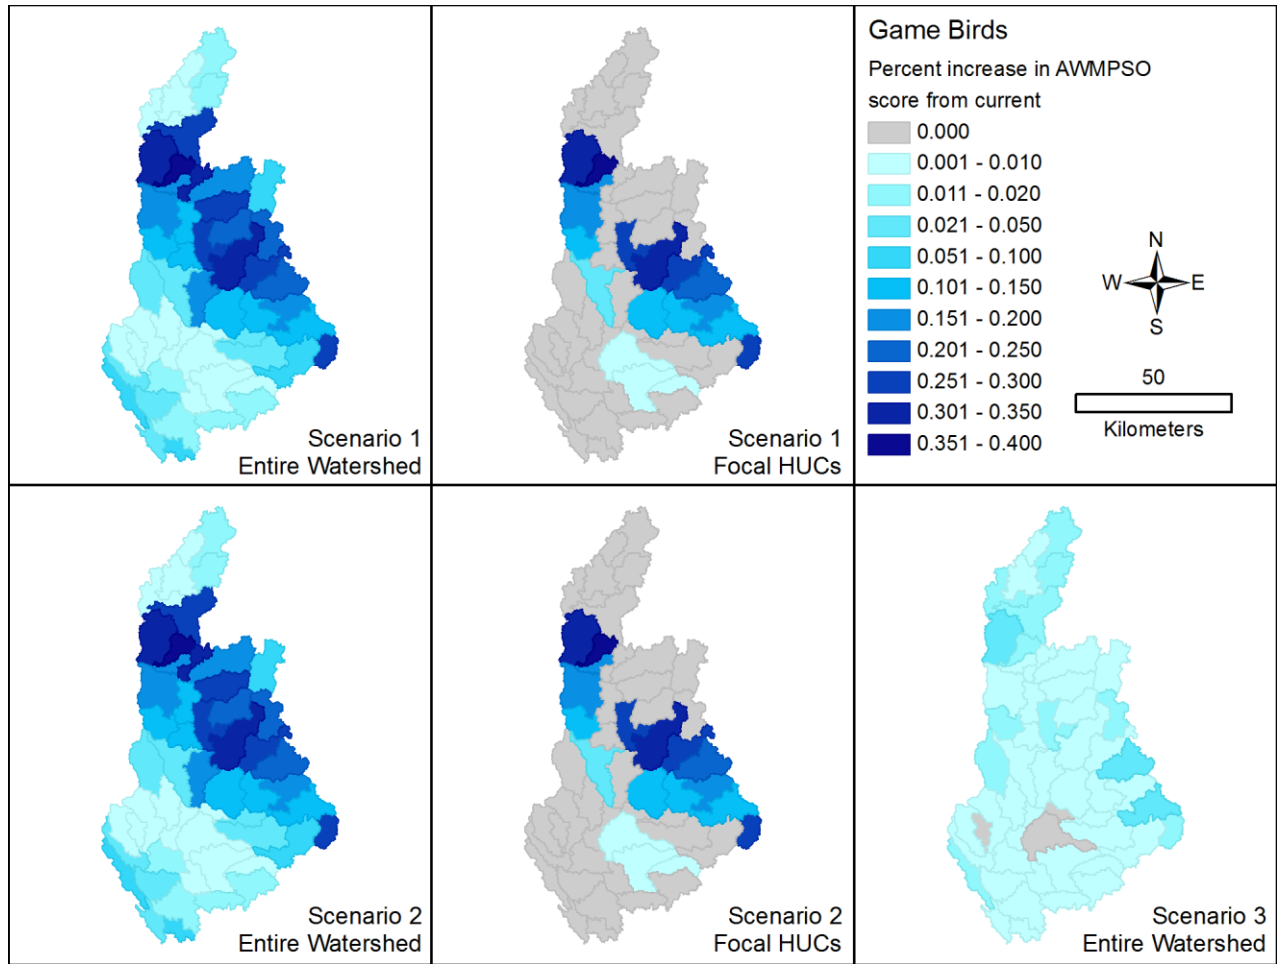 Game Birds
Percent increase in AWMPSO
score from current
0.000
0.001 - 0.010
0.011 - 0.020
0.021 - 0.050
0.051 - 0.100
0.101 - 0.150
0.151 - 0.200
0.201 - 0.250
0.251 - 0.300
0.301 - 0.350
0.351 - 0.400
N
W E
S
50
Kilometers
Scenario 1
Entire Watershed
Scenario 1
Focal HUCs
Scenario 2
Entire Watershed
Scenario 2
Focal HUCs
Scenario 3
Entire Watershed